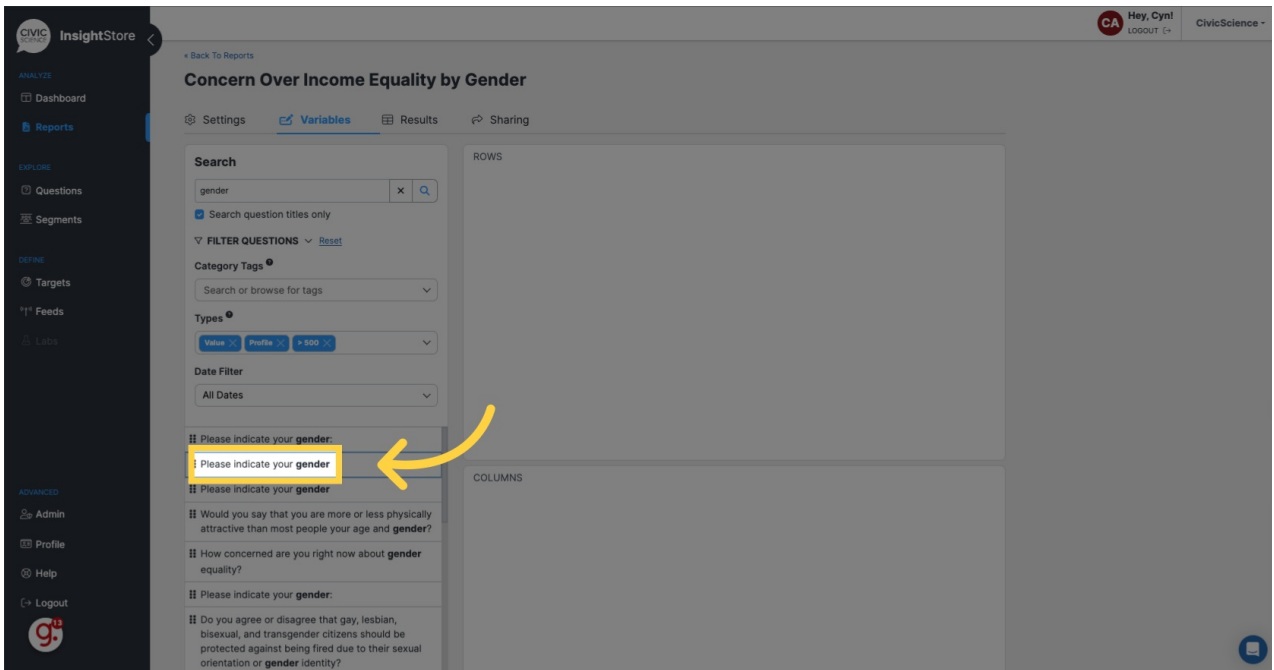 CIVIC
SCIENCE
InsightStore
Hey, Cyn!
CA
LOGOUT
CivicScience
« Back To Reports
Concern Over Income Equality by Gender
ANALYZE
Dashboard
Reports
EXPLORE
Questions
Segments
DEFINE
Targets
Feeds
Labs
ADVANCED
Admin
Profile
Help
Logout
g.
13
Settings
Variables
Results
Sharing
Search
gender
Search question titles only
FILTER QUESTIONS
Reset
Category Tags
Search or browse for tags
Types
Value
Profile
> 500
Date Filter
All Dates
Please indicate your gender:
Please indicate your gender
Please indicate your gender
Would you say that you are more or less physically
attractive than most people your age and gender?
How concerned are you right now about gender
equality?
Please indicate your gender:
Do you agree or disagree that gay, lesbian,
bisexual, and transgender citizens should be
protected against being fired due to their sexual
orientation or gender identity?
ROWS
COLUMNS